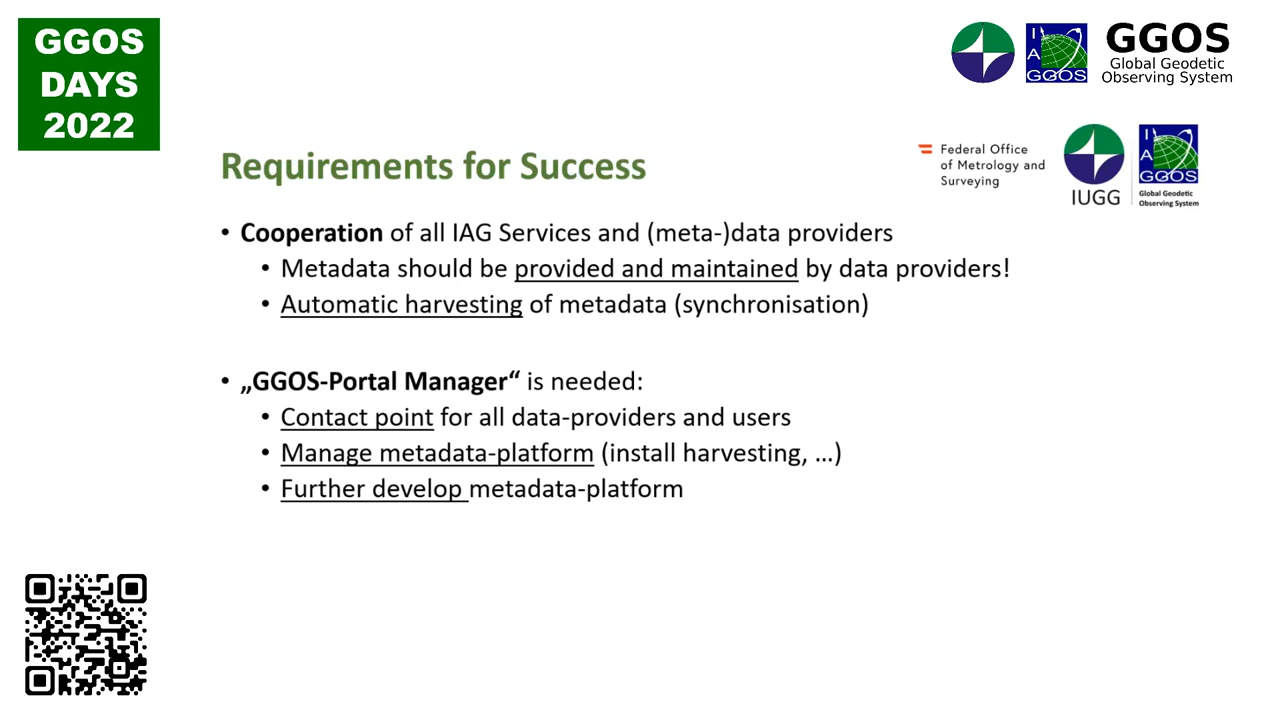 GGOS
DAYS
2022
I
A
GGOS
GGOS
Global Geodetic
Observing System
Requirements for Success
Federal Office
of Metrology and
Surveying
IUGG
I
A
GGOS
Global Geodetic
Observing System
• Cooperation of all IAG Services and (meta-)data providers
• Metadata should be provided and maintained by data providers!
• Automatic harvesting of metadata (synchronisation)
• „GGOS-Portal Manager“ is needed:
• Contact point for all data-providers and users
• Manage metadata-platform (install harvesting, ...)
• Further develop metadata-platform